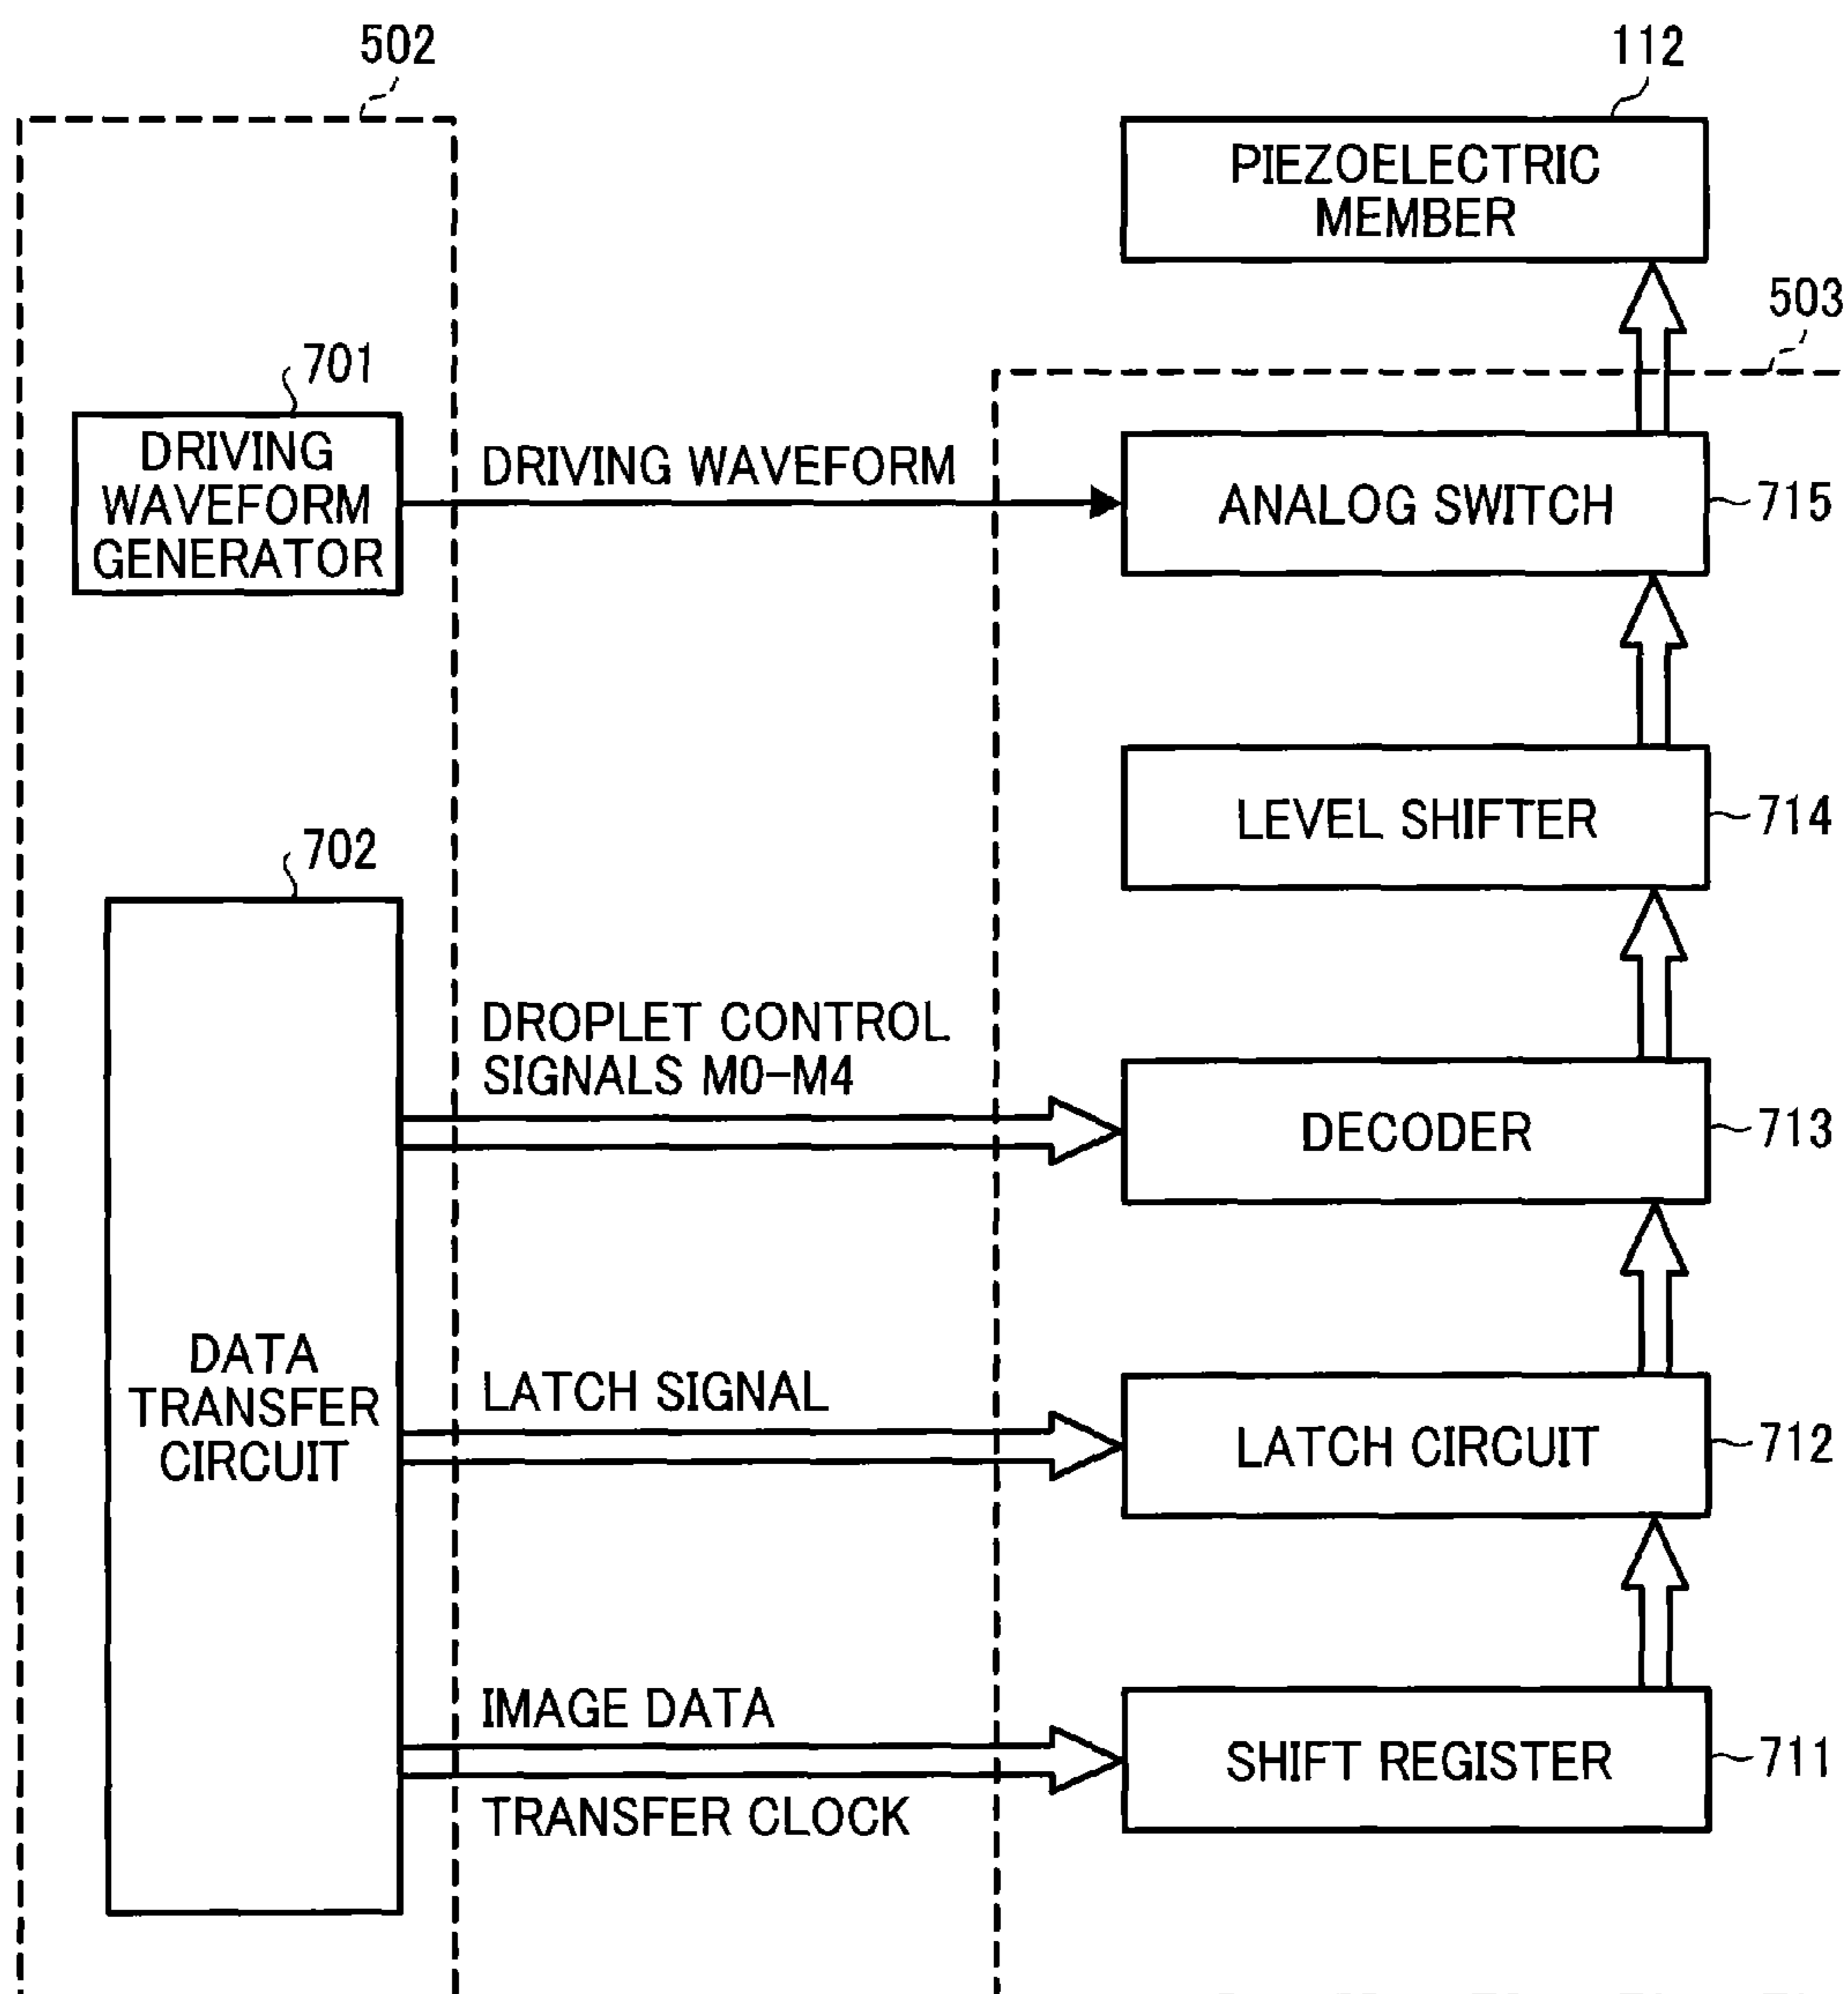 502
112
PIEZOELECTRIC
MEMBER
503
701
DRIVING
WAVEFORM
GENERATOR
DRIVING WAVEFORM
ANALOG SWITCH
715
LEVEL SHIFTER
714
702
DATA
TRANSFER
CIRCUIT
DROPLET CONTROL
SIGNALS M0-M4
DECODER
713
LATCH SIGNAL
LATCH CIRCUIT
712
IMAGE DATA
TRANSFER CLOCK
SHIFT REGISTER
711